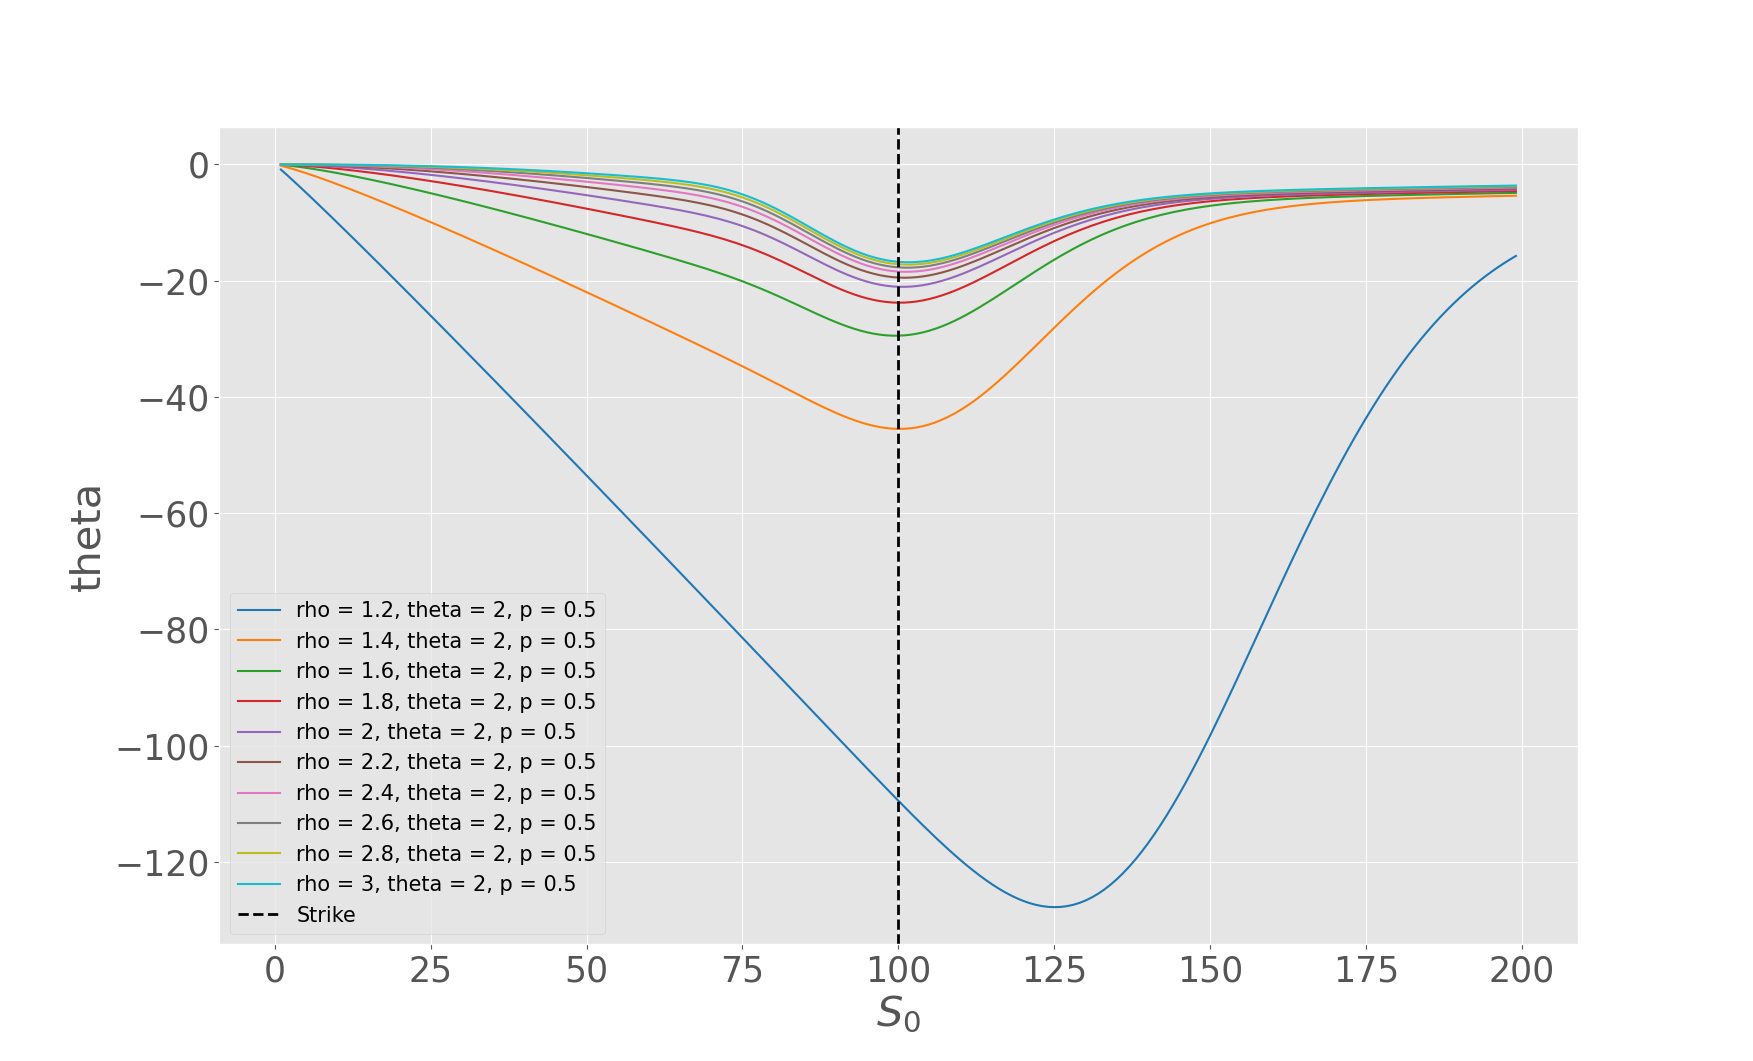 0
−20
−40
−60
−80
−100
−120
theta
rho = 1.2, theta = 2, p = 0.5
rho = 1.4, theta = 2, p = 0.5
rho = 1.6, theta = 2, p = 0.5
rho = 1.8, theta = 2, p = 0.5
rho = 2, theta = 2, p = 0.5
rho = 2.2, theta = 2, p = 0.5
rho = 2.4, theta = 2, p = 0.5
rho = 2.6, theta = 2, p = 0.5
rho = 2.8, theta = 2, p = 0.5
rho = 3, theta = 2, p = 0.5
Strike
0 25 50 75 100 125 150 175 200
S₀